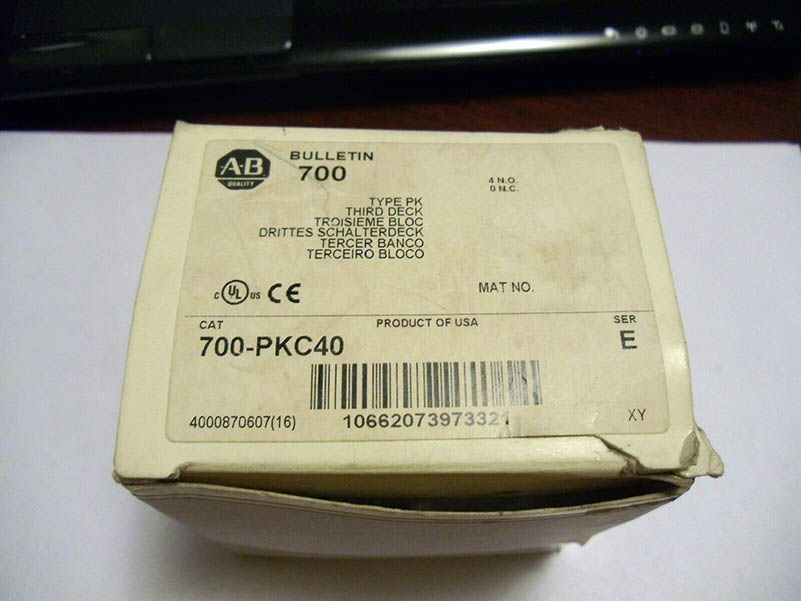 A-B
QUALITY
BULLETIN
700
4 N.O.
0 N.C.
TYPE PK
THIRD DECK
TROISIEME BLOC
DRITTES SCHALTERDECK
TERCER BANCO
TERCEIRO BLOCO
C UL US CE
MAT NO.
CAT
PRODUCT OF USA
SER
700-PKC40
E
4000870607(16)
10662073973321
XY